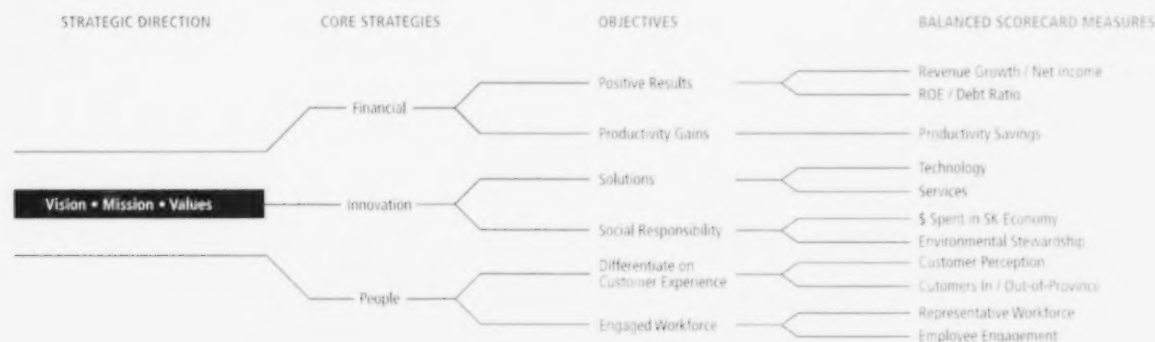 STRATEGIC DIRECTION
CORE STRATEGIES
OBJECTIVES
BALANCED SCORECARD MEASURES
Vision • Mission • Values
Financial
Positive Results
Revenue Growth / Net income
ROE / Debt Ratio
Productivity Gains
Productivity Savings
Innovation
Solutions
Technology
Services
Social Responsibility
$ Spent in SK Economy
Environmental Stewardship
People
Differentiate on
Customer Experience
Customer Perception
Cutomers In / Out-of-Province
Engaged Workforce
Representative Workforce
Employee Engagement